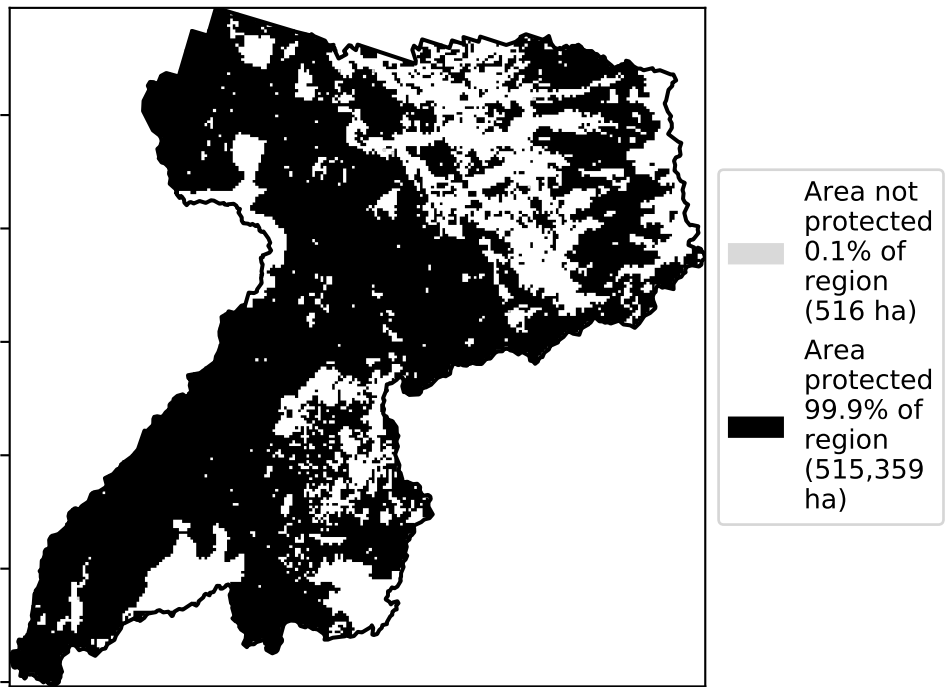 Area not
protected
0.1% of
region
(516 ha)
Area
protected
99.9% of
region
(515,359
ha)